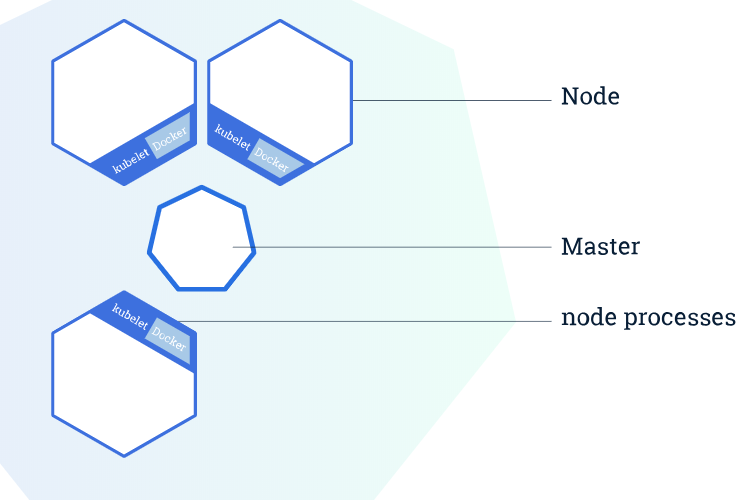 kubelet Docker
kubelet Docker
Node
Master
kubelet Docker
node processes